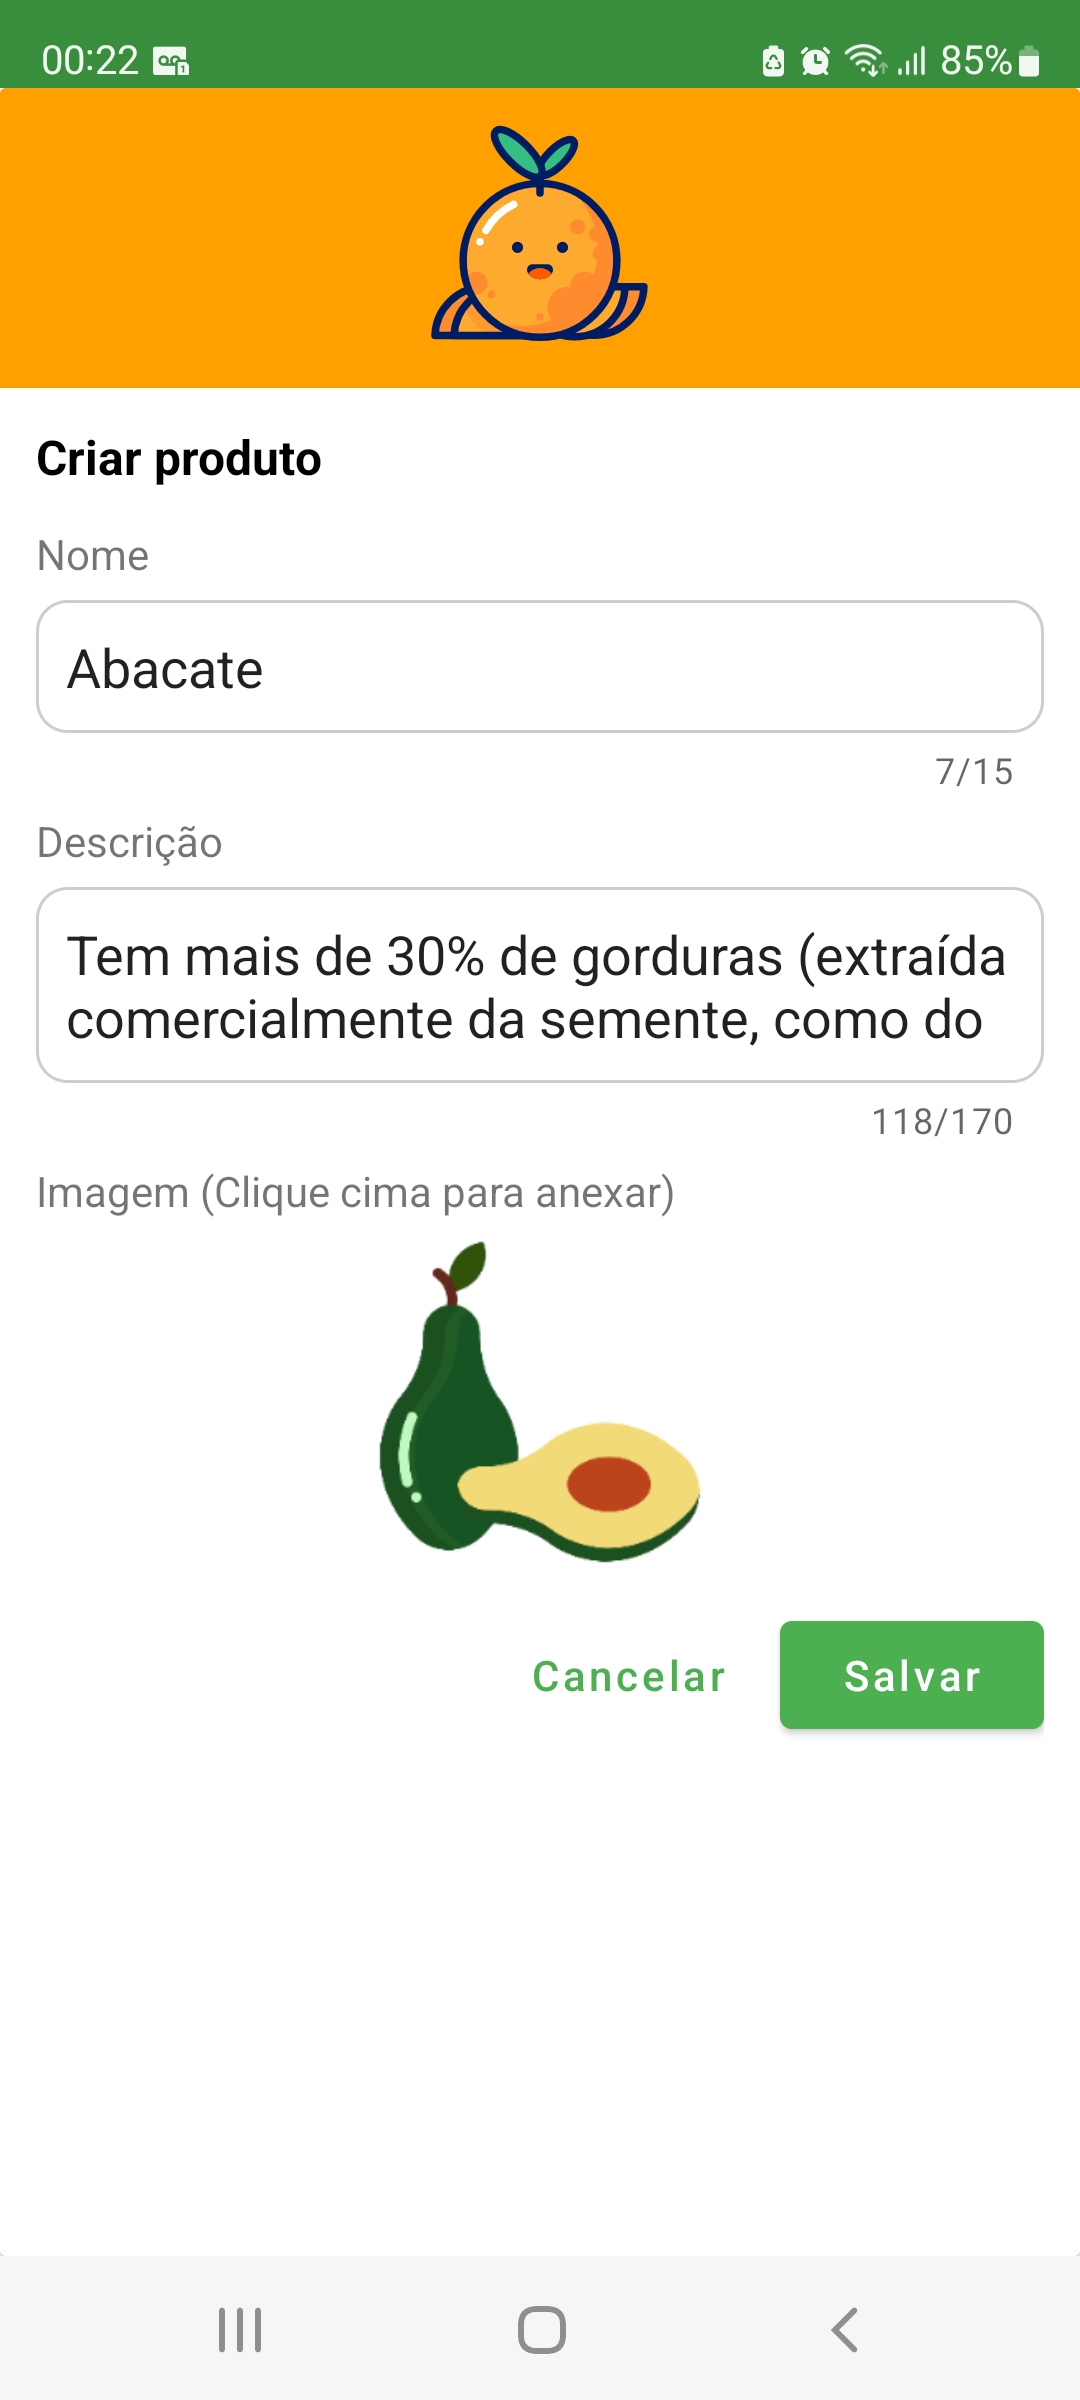 00:22
85%
Criar produto
Nome
Abacate
7/15
Descrição
Tem mais de 30% de gorduras (extraída
comercialmente da semente, como do
118/170
Imagem (Clique cima para anexar)
Cancelar
Salvar